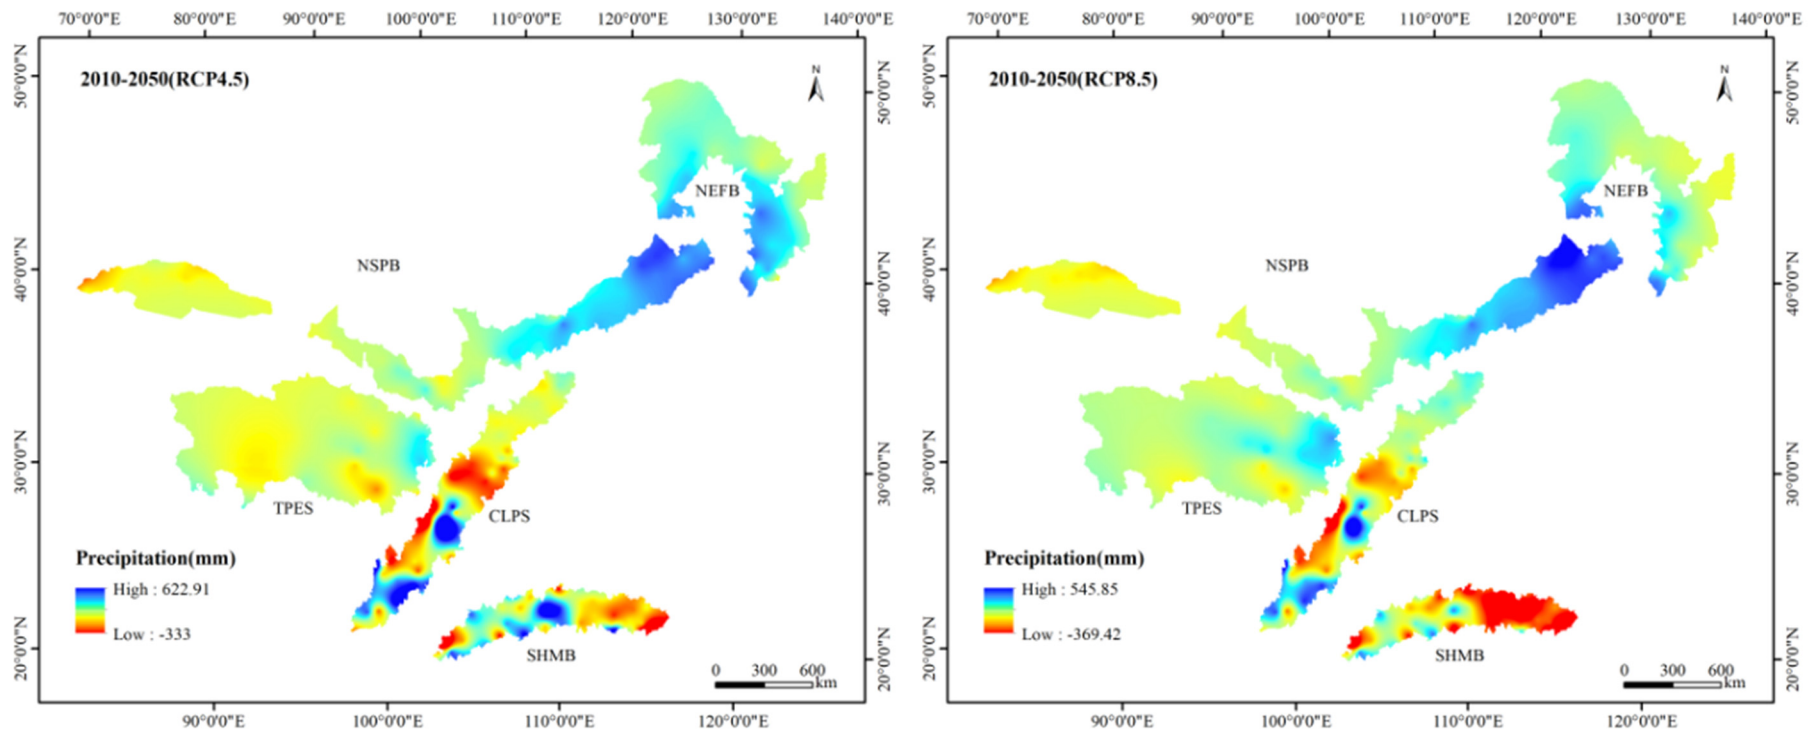 70°0'0"E 80°0'0"E 90°0'0"E 100°0'0"E 110°0'0"E 120°0'0"E 130°0'0"E 140°0'0"E
2010-2050(RCP4.5)
N
50°0'0"N
50°0'0"N
NEFB
NSPB
40°0'0"N
40°0'0"N
30°0'0"N
30°0'0"N
TPES
CLPS
Precipitation(mm)
High : 622.91
Low : -333
20°0'0"N
20°0'0"N
SHMB
0 300 600
km
90°0'0"E 100°0'0"E 110°0'0"E 120°0'0"E
70°0'0"E 80°0'0"E 90°0'0"E 100°0'0"E 110°0'0"E 120°0'0"E 130°0'0"E 140°0'0"E
2010-2050(RCP8.5)
N
50°0'0"N
50°0'0"N
NEFB
NSPB
40°0'0"N
40°0'0"N
30°0'0"N
30°0'0"N
TPES
CLPS
Precipitation(mm)
High : 545.85
Low : -369.42
20°0'0"N
20°0'0"N
SHMB
0 300 600
km
90°0'0"E 100°0'0"E 110°0'0"E 120°0'0"E